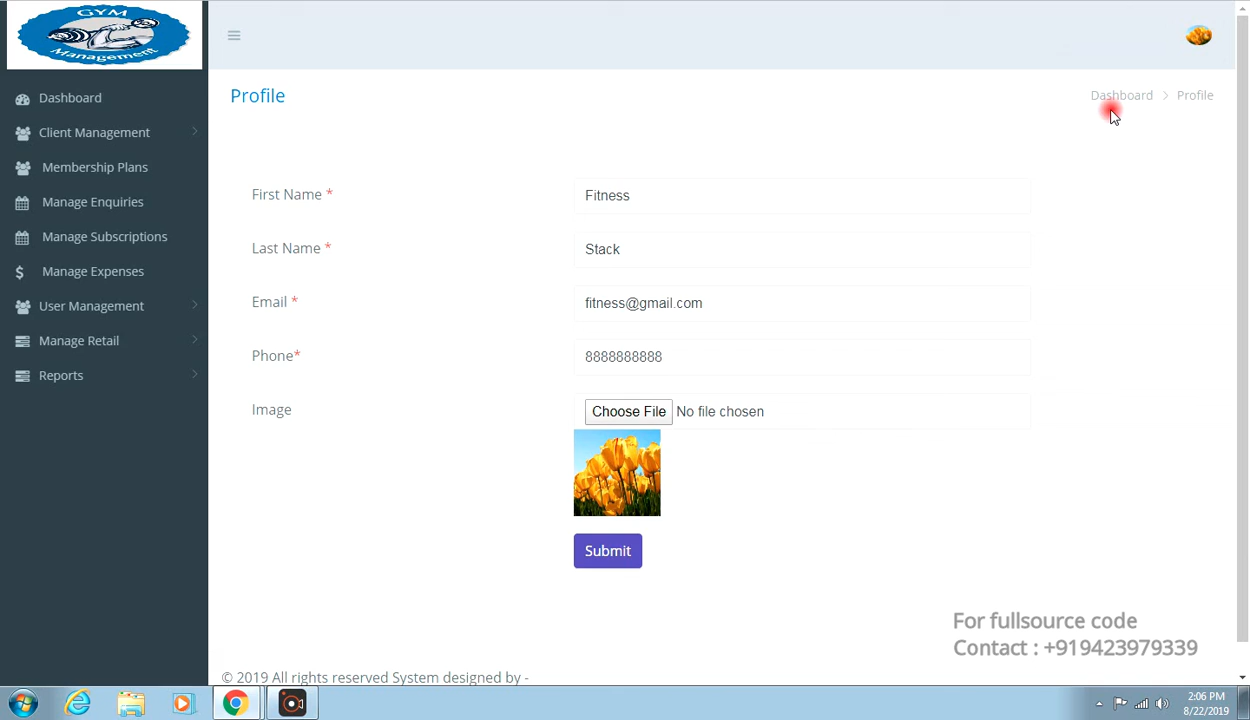 GYM
Management
Dashboard
Client Management
Membership Plans
Manage Enquiries
Manage Subscriptions
Manage Expenses
User Management
Manage Retail
Reports
Profile
Dashboard > Profile
First Name *
Fitness
Last Name *
Stack
Email *
fitness@gmail.com
Phone*
8888888888
Image
Choose File No file chosen
Submit
For fullsource code
Contact : +919423979339
© 2019 All rights reserved System designed by -
2:06 PM
8/22/2019